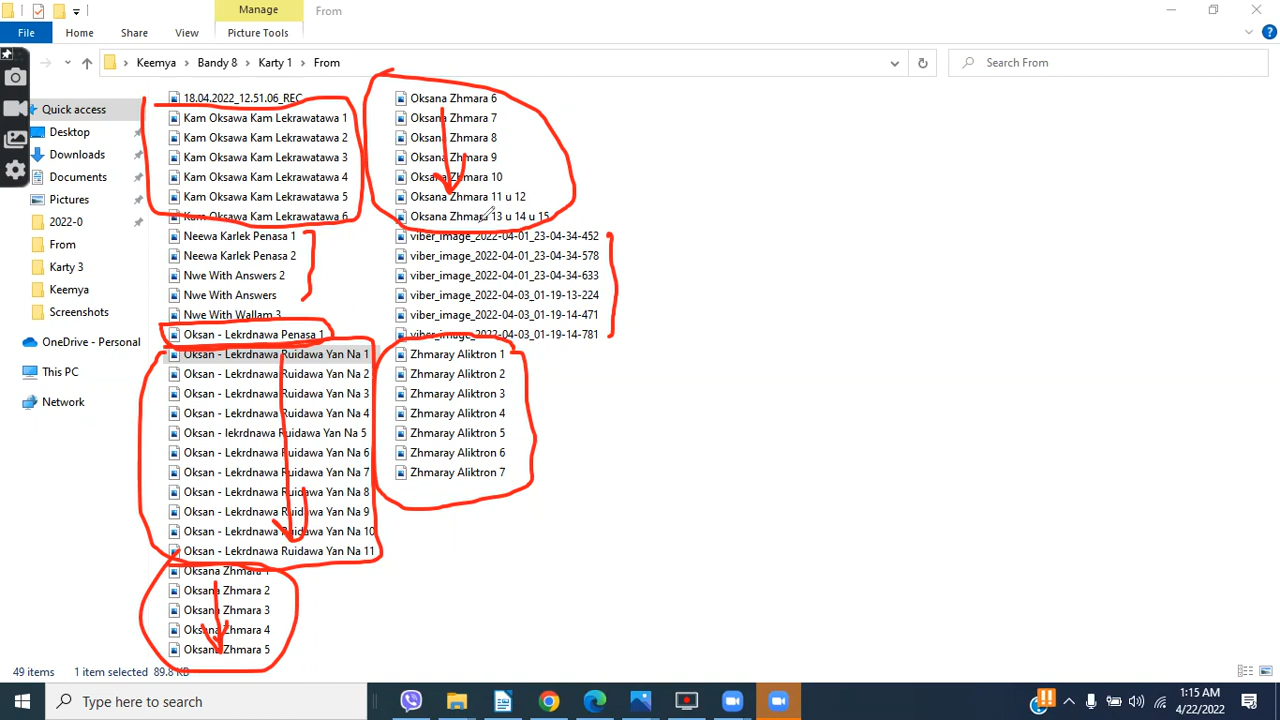 Manage
From
File
Home
Share
View
Picture Tools
Keemya
Bandy 8
Karty 1
From
Search From
Quick access
Desktop
Downloads
Documents
Pictures
2022-0
From
Karty 3
Keemya
Screenshots
OneDrive - Personal
This PC
Network
18.04.2022_12.51.06_REC
Kam Oksawa Kam Lekrawatawa 1
Kam Oksawa Kam Lekrawatawa 2
Kam Oksawa Kam Lekrawatawa 3
Kam Oksawa Kam Lekrawatawa 4
Kam Oksawa Kam Lekrawatawa 5
Kam Oksawa Kam Lekrawatawa 6
Neewa Karlek Penasa 1
Neewa Karlek Penasa 2
Nwe With Answers 2
Nwe With Answers
Nwe With Wallam 3
Oksan - Lekrdnawa Penasa 1
Oksan - Lekrdnawa Ruidawa Yan Na 1
Oksan - Lekrdnawa Ruidawa Yan Na 2
Oksan - Lekrdnawa Ruidawa Yan Na 3
Oksan - Lekrdnawa Ruidawa Yan Na 4
Oksan - lekrdnawa Ruidawa Yan Na 5
Oksan - Lekrdnawa Ruidawa Yan Na 6
Oksan - Lekrdnawa Ruidawa Yan Na 7
Oksan - Lekrdnawa Ruidawa Yan Na 8
Oksan - Lekrdnawa Ruidawa Yan Na 9
Oksan - Lekrdnawa Ruidawa Yan Na 10
Oksan - Lekrdnawa Ruidawa Yan Na 11
Oksana Zhmara 1
Oksana Zhmara 2
Oksana Zhmara 3
Oksana Zhmara 4
Oksana Zhmara 5
Oksana Zhmara 6
Oksana Zhmara 7
Oksana Zhmara 8
Oksana Zhmara 9
Oksana Zhmara 10
Oksana Zhmara 11 u 12
Oksana Zhmara 13 u 14 u 15
viber_image_2022-04-01_23-04-34-452
viber_image_2022-04-01_23-04-34-578
viber_image_2022-04-01_23-04-34-633
viber_image_2022-04-03_01-19-13-224
viber_image_2022-04-03_01-19-14-471
viber_image_2022-04-03_01-19-14-781
Zhmaray Aliktron 1
Zhmaray Aliktron 2
Zhmaray Aliktron 3
Zhmaray Aliktron 4
Zhmaray Aliktron 5
Zhmaray Aliktron 6
Zhmaray Aliktron 7
49 items
1 item selected 89.8 KB
Type here to search
1:15 AM
4/22/2022